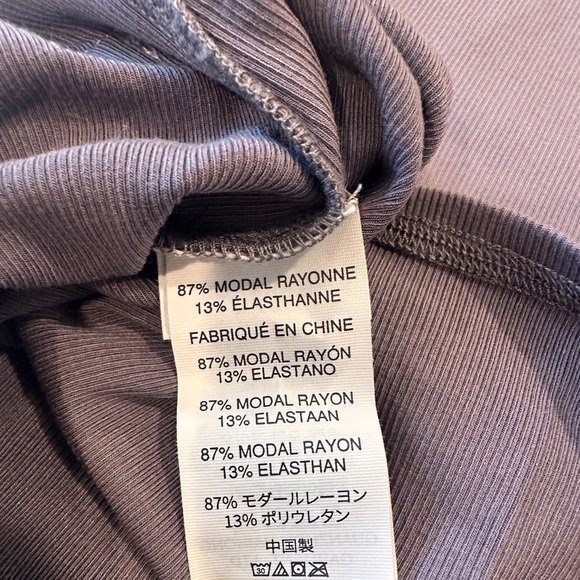 87% MODAL RAYONNE
13% ÉLASTHANNE
FABRIQUÉ EN CHINE
87% MODAL RAYÓN
13% ELASTANO
87% MODAL RAYON
13% ELASTAAN
87% MODAL RAYON
13% ELASTHAN
87% モダールレーヨン
13% ポリウレタン
中国製
30